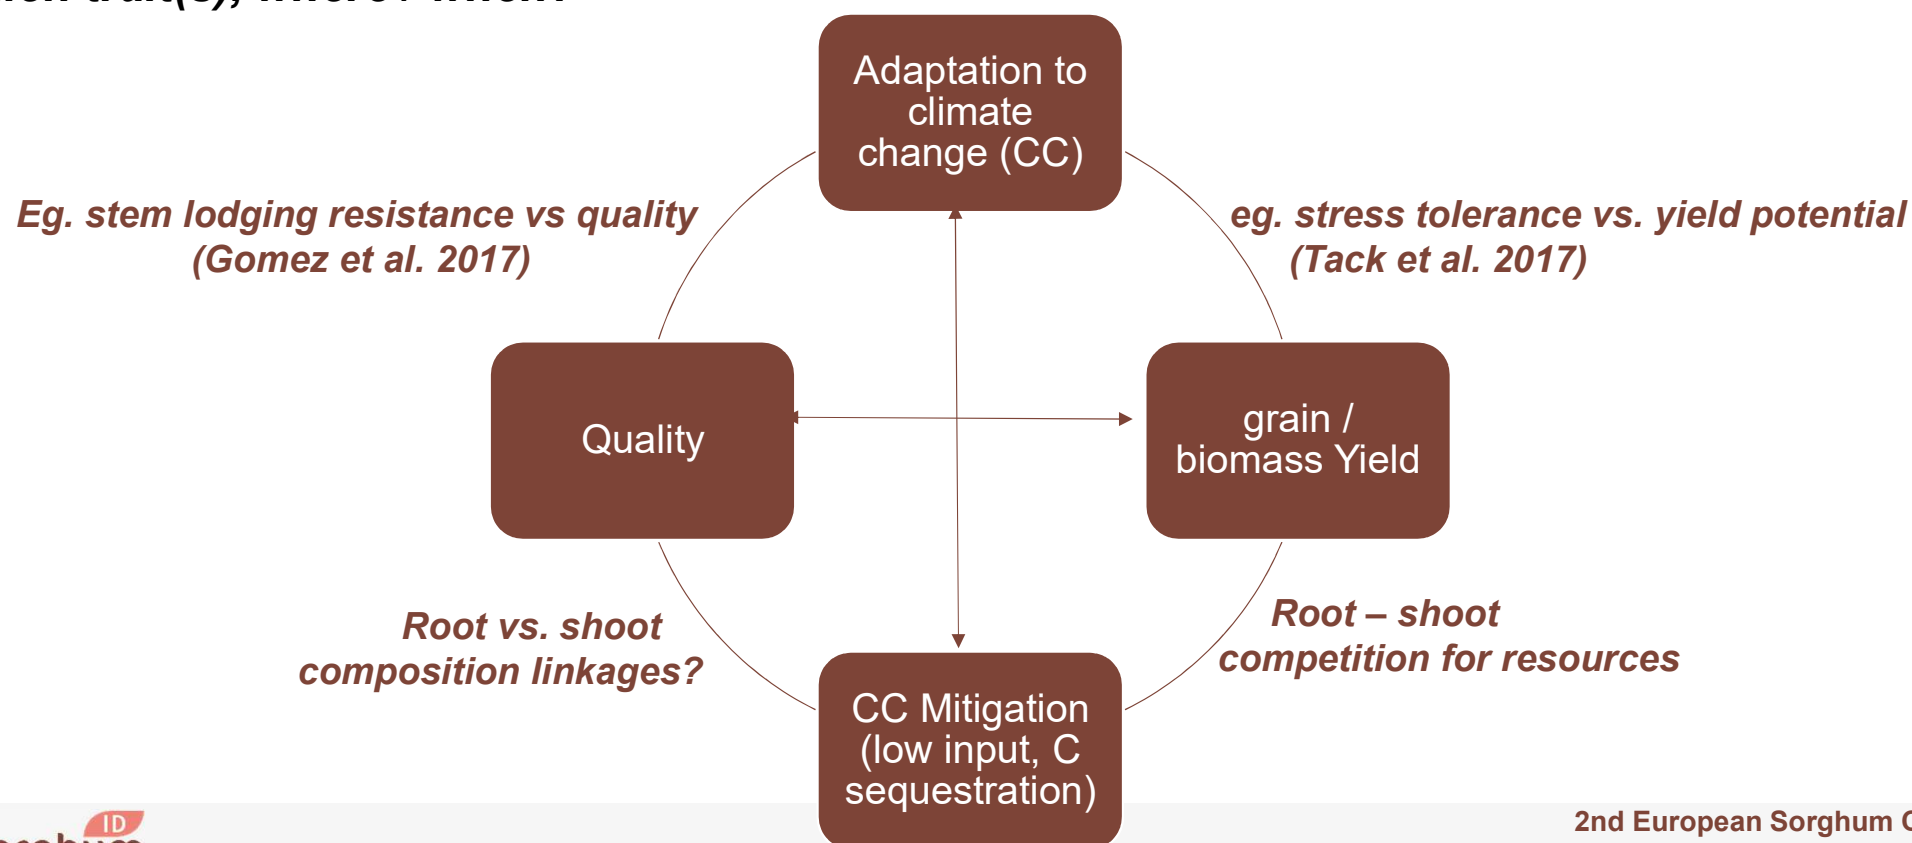 Adaptation to
climate
change (CC)
Eg. stem lodging resistance vs quality
(Gomez et al. 2017)
eg. stress tolerance vs. yield potential
(Tack et al. 2017)
Quality
grain /
biomass Yield
Root vs. shoot
composition linkages?
Root – shoot
competition for resources
CC Mitigation
(low input, C
sequestration)
ID
2nd European Sorghum